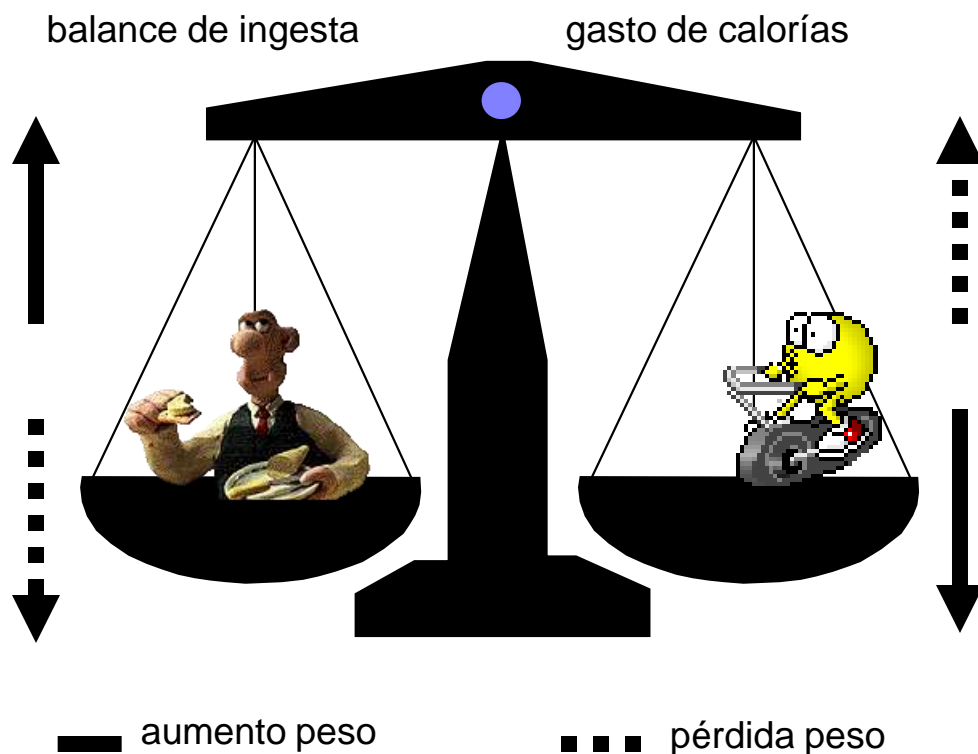 balance de ingesta
gasto de calorías
aumento peso
pérdida peso